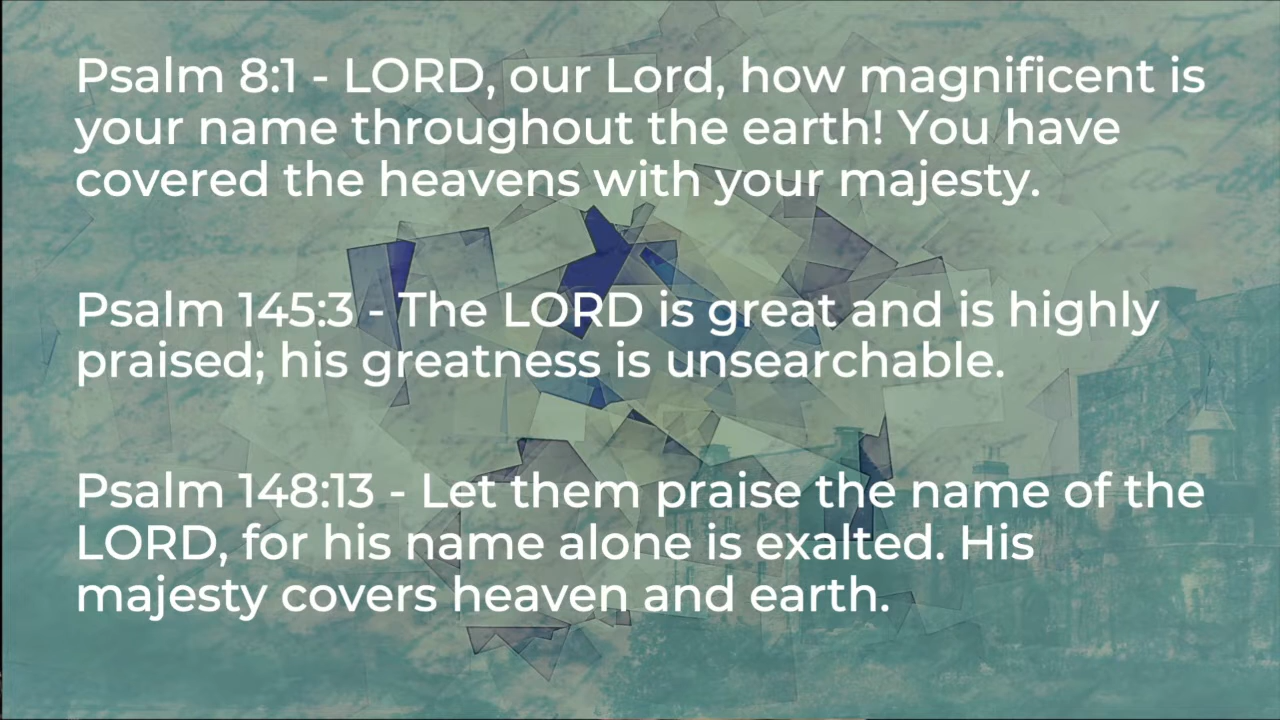 Psalm 8:1 - LORD, our Lord, how magnificent is
your name throughout the earth! You have
covered the heavens with your majesty.
Psalm 145:3 - The LORD is great and is highly
praised; his greatness is unsearchable.
Psalm 148:13 - Let them praise the name of the
LORD, for his name alone is exalted. His
majesty covers heaven and earth.